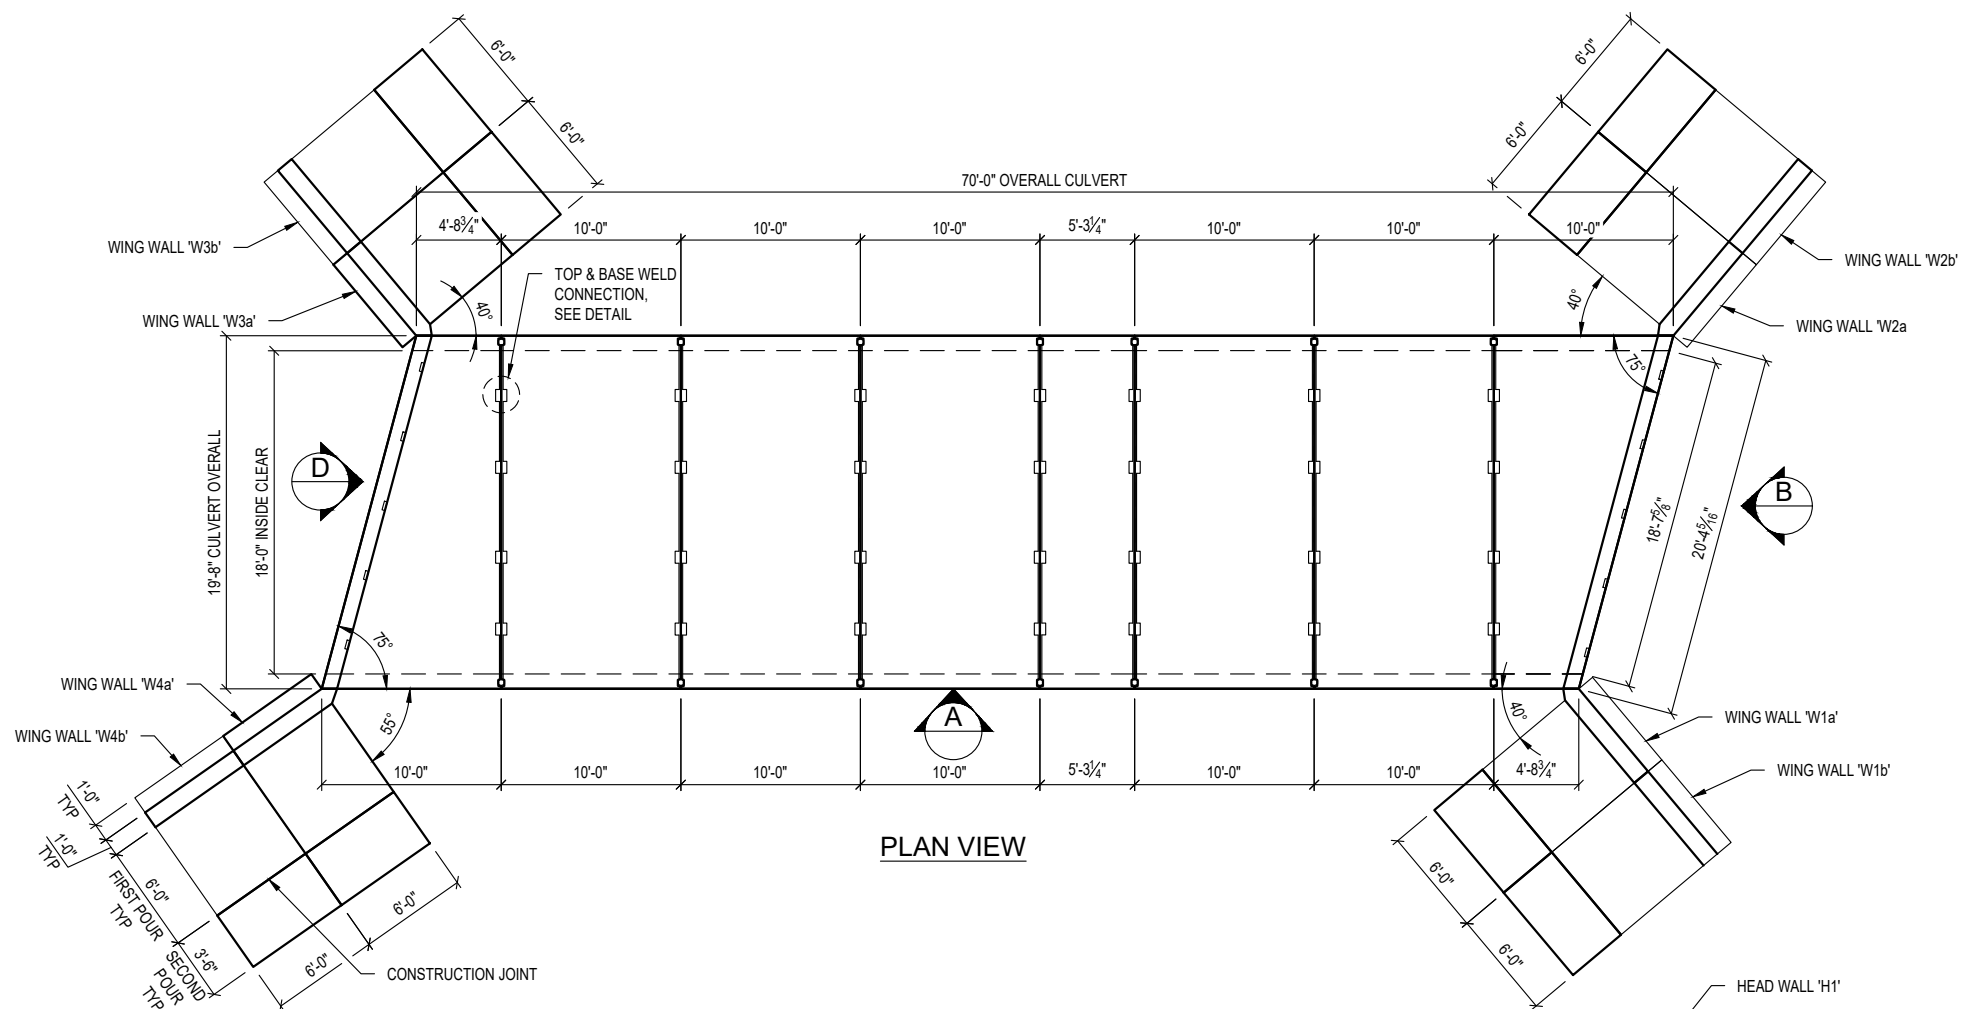 6'-0"
6'-0"
6'-0"
6'-0"
70'-0" OVERALL CULVERT
4'-8¾"
10'-0"
10'-0"
10'-0"
5'-3¼"
10'-0"
10'-0"
10'-0"
WING WALL 'W3b'
WING WALL 'W3a'
TOP & BASE WELD
CONNECTION,
SEE DETAIL
WING WALL 'W2b'
WING WALL 'W2a
40°
40°
75°
D
19'-8" CULVERT OVERALL
18'-0" INSIDE CLEAR
18'-7⅝"
20'-4⁵⁄₁₆"
B
75°
55°
40°
A
WING WALL 'W4a'
WING WALL 'W4b'
WING WALL 'W1a'
WING WALL 'W1b'
10'-0"
10'-0"
10'-0"
10'-0"
5'-3¼"
10'-0"
10'-0"
4'-8¾"
1'-0"
TYP
1'-0"
TYP
6'-0"
FIRST POUR
TYP
3'-6"
SECOND
POUR
TYP
6'-0"
6'-0"
CONSTRUCTION JOINT
PLAN VIEW
6'-0"
6'-0"
HEAD WALL 'H1'